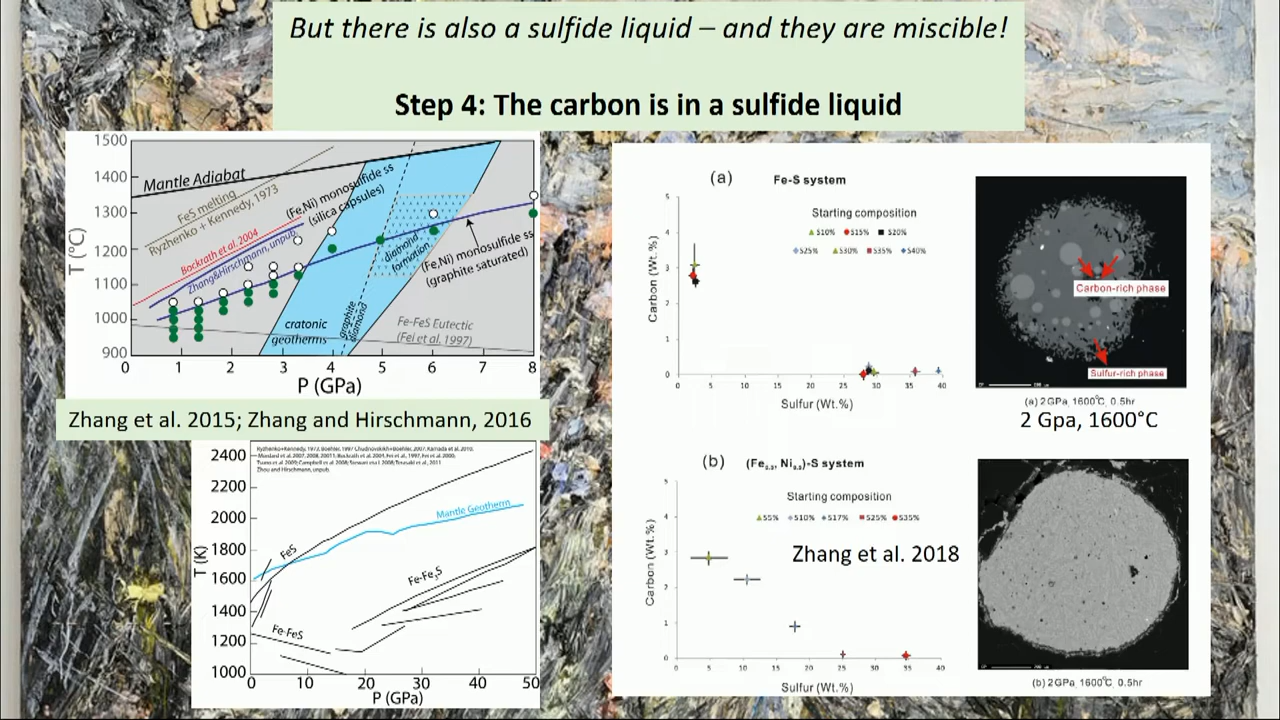 But there is also a sulfide liquid – and they are miscible!
Step 4: The carbon is in a sulfide liquid
1500
1400
1300
1200
1100
1000
900
T (°C)
Mantle Adiabat
FeS melting
Ryzhenko + Kennedy, 1973
Bockrath et al. 2004
Zhang&Hirschmann, unpub.
(Fe,Ni) monosulfide ss
(silica capsules)
diamond
formation
(Fe,Ni) monosulfide ss
(graphite saturated)
cratonic
geotherms
graphite
diamond
Fe-FeS Eutectic
(Fei et al. 1997)
0 1 2 3 4 5 6 7 8
P (GPa)
Zhang et al. 2015; Zhang and Hirschmann, 2016
2400
2200
2000
1800
1600
1400
1200
1000
T (K)
Mantle Geotherm
FeS
Fe-Fe3S
Fe-FeS
0 10 20 30 40 50
P (GPa)
(a) Fe-S system
Starting composition
S10% S15% S20%
S25% S30% S35% S40%
5
4
3
2
1
0
Carbon (Wt.%)
0 5 10 15 20 25 30 35 40
Sulfur (Wt.%)
Carbon-rich phase
Sulfur-rich phase
(a) 2GPa, 1600℃, 0.5hr
2 Gpa, 1600°C
(b)
Starting composition
S5% S10% S17% S25% S35%
Zhang et al. 2018
5
4
3
2
1
0
Carbon (Wt.%)
0 5 10 15 20 25 30 35 40
Sulfur (Wt.%)
(b) 2GPa, 1600℃, 0.5hr